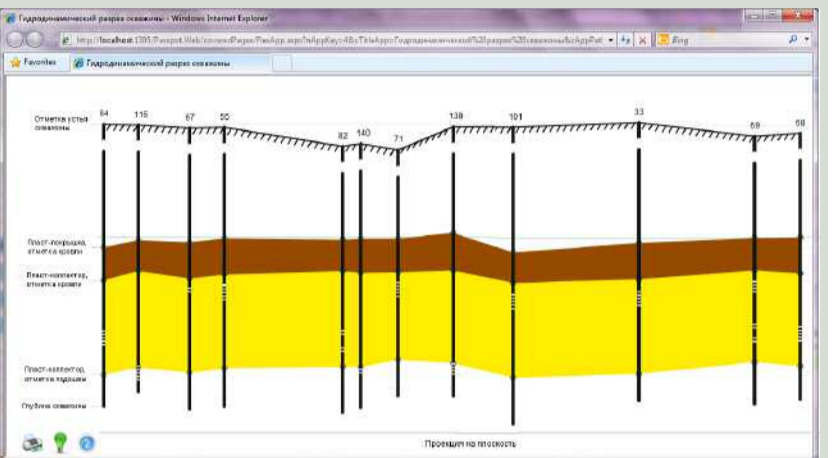 Гидродинамический разрез скважины - Windows Internet Explorer
Bing
Favorites
Гидродинамический разрез скважины
64 115 67 55 82 140 71 138 101 33 69 68
Отметка устья
скважины
Пласт-покрышка,
отметка кровли
Пласт-коллектор,
отметка кровли
Пласт-коллектор,
отметка подошвы
Глубина скважины
Проекция на плоскость